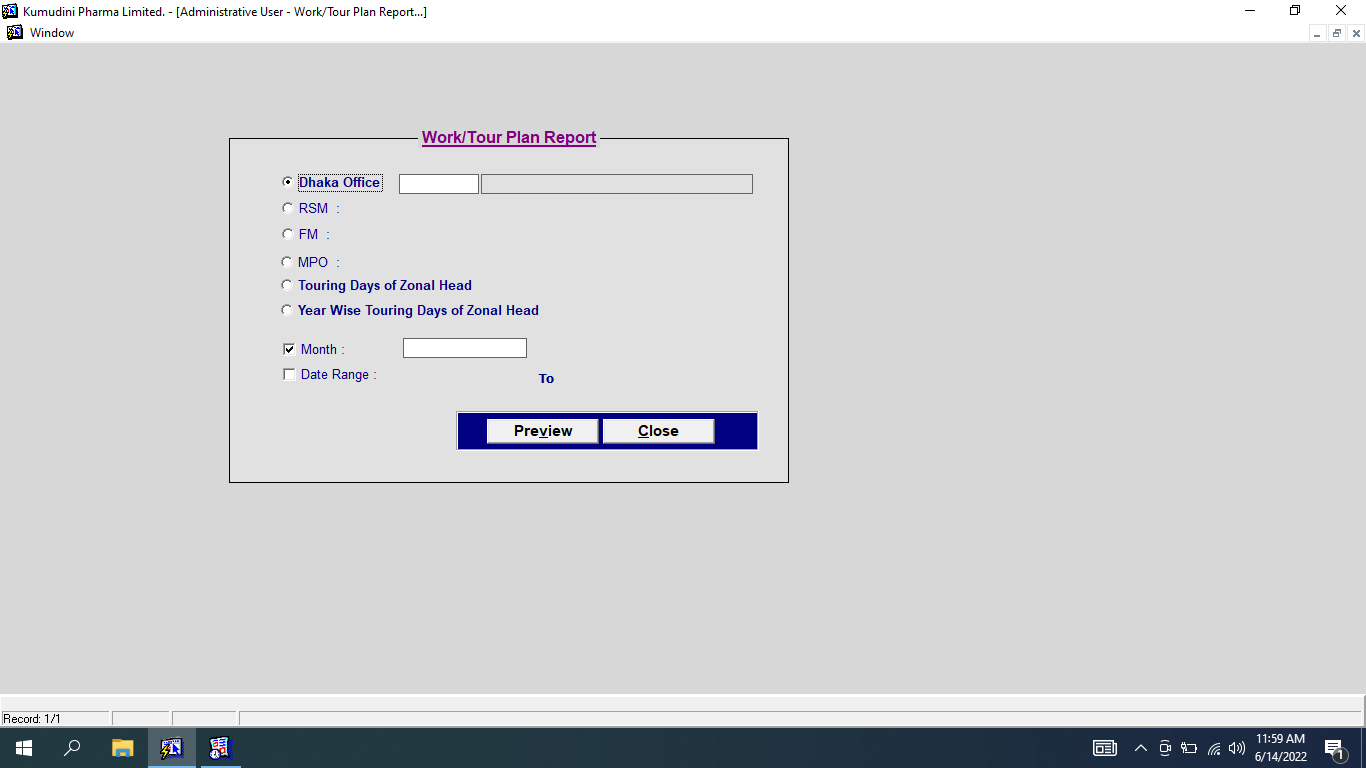 Kumudini Pharma Limited. - [Administrative User - Work/Tour Plan Report...]
Window
Work/Tour Plan Report
Dhaka Office
RSM :
FM :
MPO :
Touring Days of Zonal Head
Year Wise Touring Days of Zonal Head
Month :
Date Range :
To
Preview Close
Record: 1/1
11:59 AM
6/14/2022
1